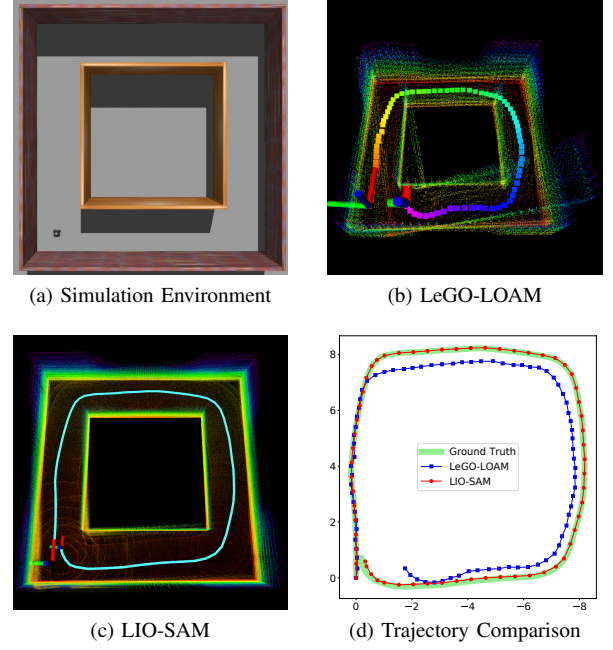 (a) Simulation Environment
(b) LeGO-LOAM
(c) LIO-SAM
8
6
4
2
0
Ground Truth
LeGO-LOAM
LIO-SAM
0
−2
−4
−6
−8
(d) Trajectory Comparison